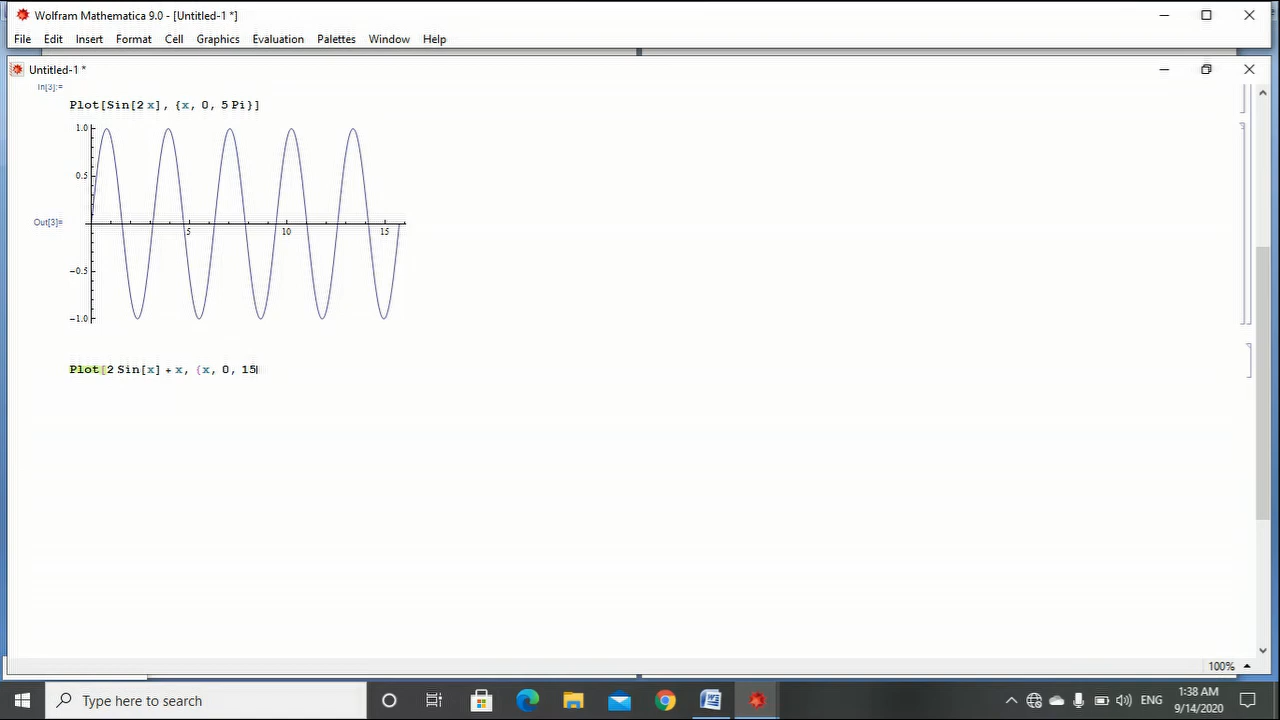 Wolfram Mathematica 9.0 - [Untitled-1 *]
File Edit Insert Format Cell Graphics Evaluation Palettes Window Help
Untitled-1 *
In[3]:=
Plot[Sin[2 x], {x, 0, 5 Pi}]
1.0
0.5
Out[3]=
5 10 15
-0.5
-1.0
Plot[2 Sin[x] + x, {x, 0, 15
100%
Type here to search
ENG
1:38 AM
9/14/2020